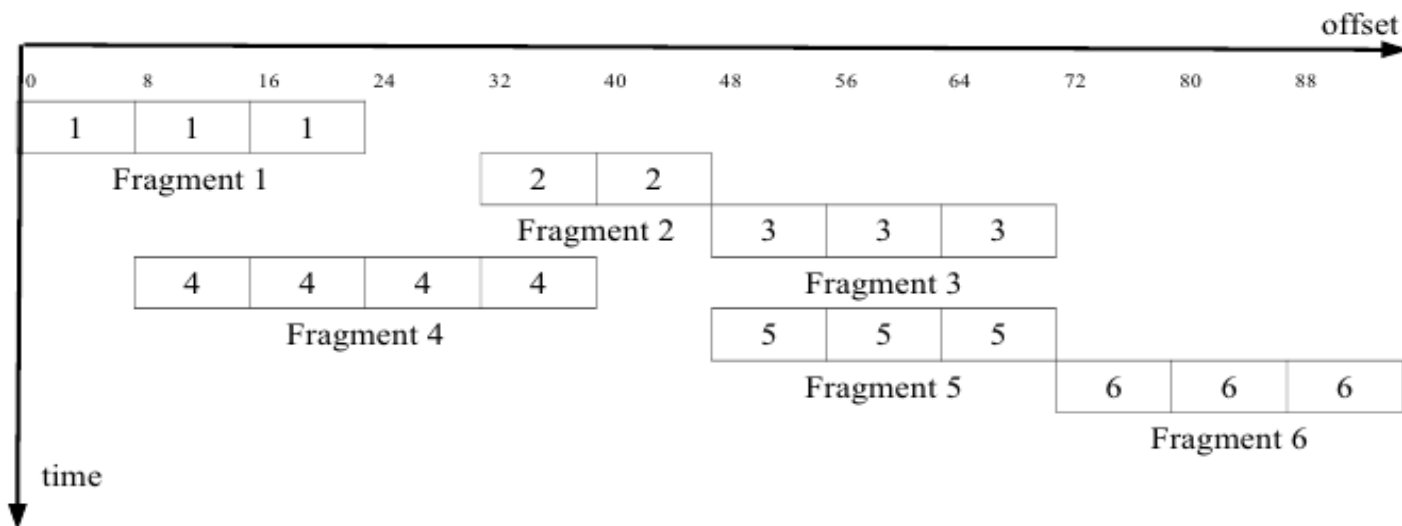 offset
0 8 16 24 32 40 48 56 64 72 80 88
1 1 1
Fragment 1
2 2
Fragment 2
3 3 3
Fragment 3
4 4 4 4
Fragment 4
5 5 5
Fragment 5
6 6 6
Fragment 6
time